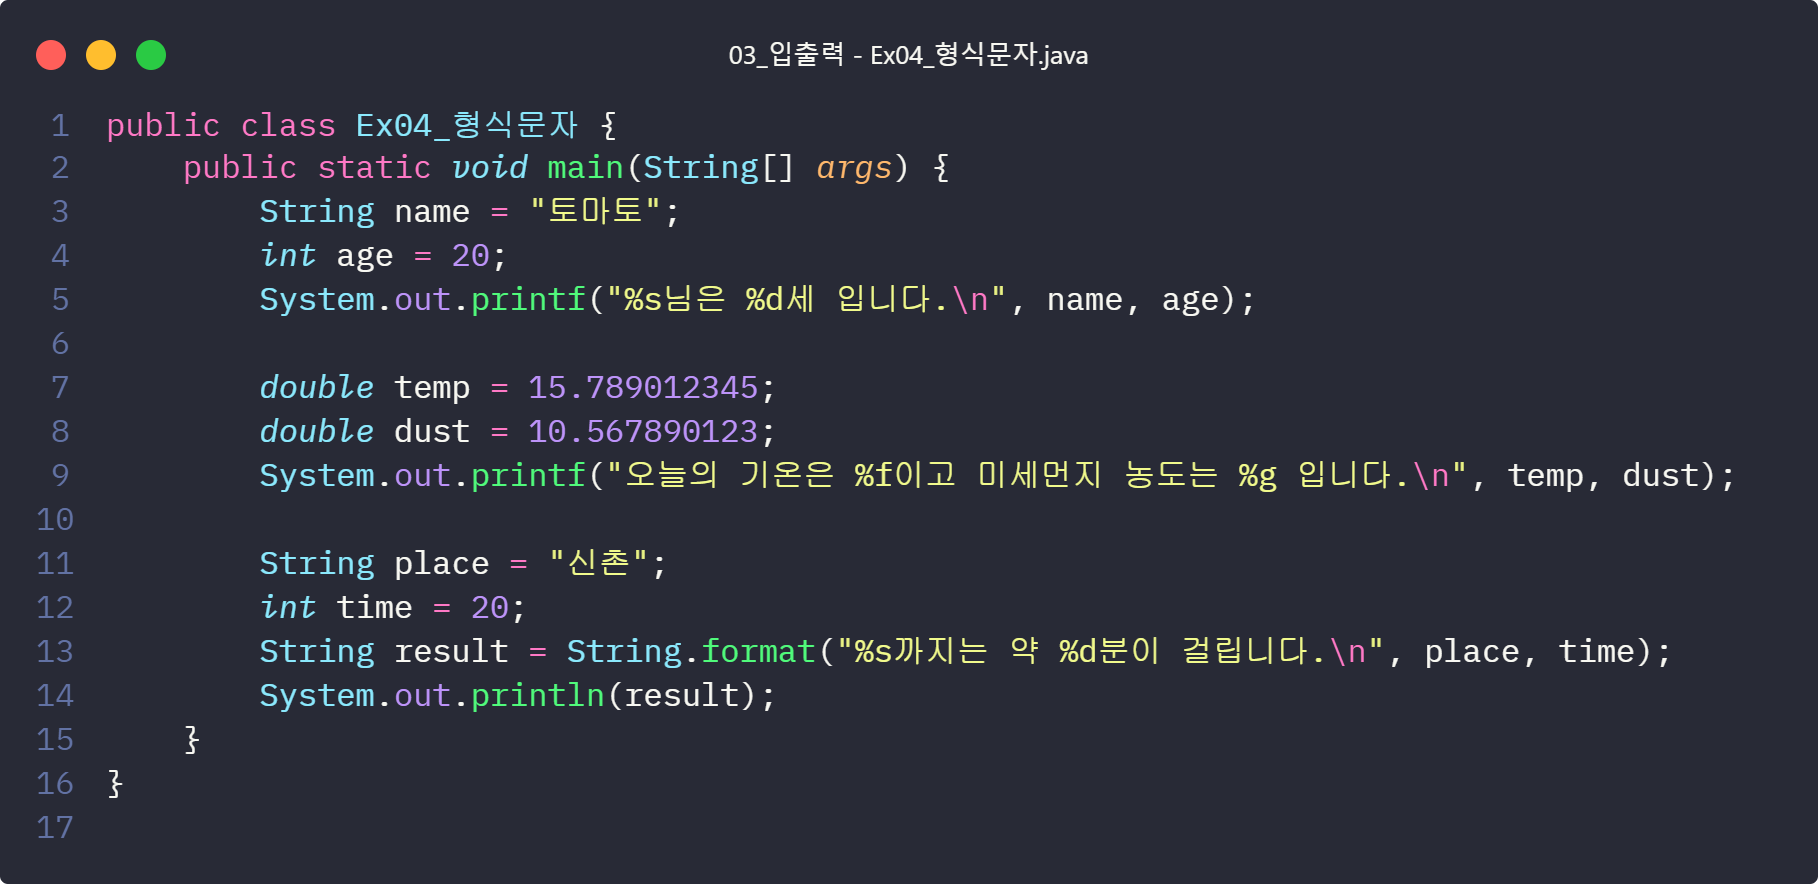 03_입출력 - Ex04_형식문자.java
1 public class Ex04_형식문자 {
2     public static void main(String[] args) {
3         String name = "토마토";
4         int age = 20;
5         System.out.printf("%s님은 %d세 입니다.\n", name, age);
6
7         double temp = 15.789012345;
8         double dust = 10.567890123;
9         System.out.printf("오늘의 기온은 %f이고 미세먼지 농도는 %g 입니다.\n", temp, dust);
10
11         String place = "신촌";
12         int time = 20;
13         String result = String.format("%s까지는 약 %d분이 걸립니다.\n", place, time);
14         System.out.println(result);
15     }
16 }
17